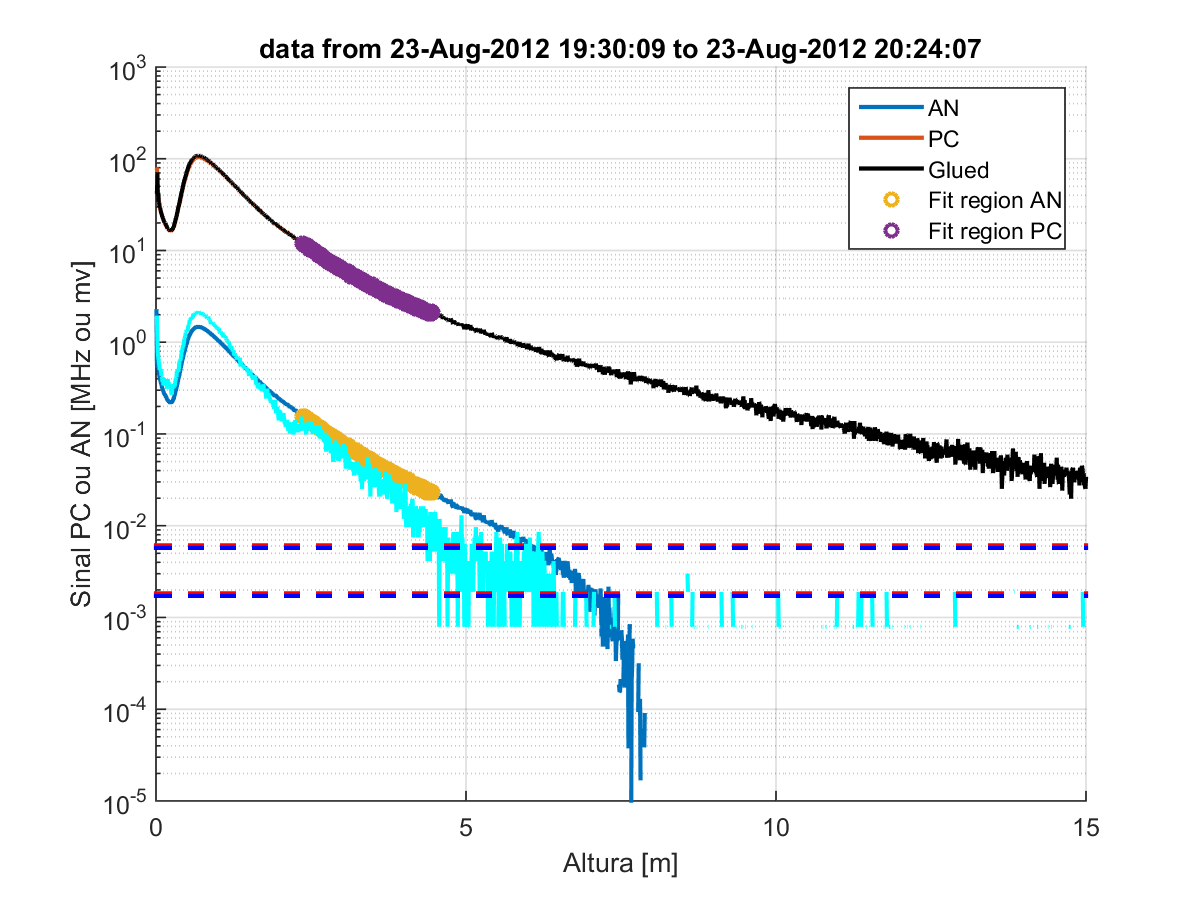 data from 23-Aug-2012 19:30:09 to 23-Aug-2012 20:24:07
10^3
10^2
10^1
10^0
10^-1
10^-2
10^-3
10^-4
10^-5
Sinal PC ou AN [MHz ou mv]
AN
PC
Glued
Fit region AN
Fit region PC
0
5
10
15
Altura [m]